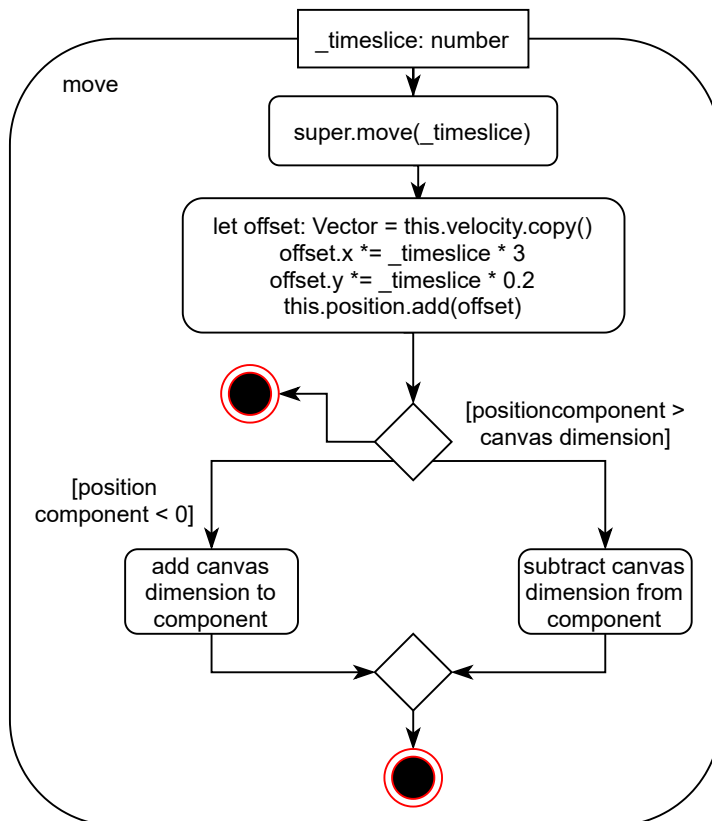 _timeslice: number
move
super.move(_timeslice)
let offset: Vector = this.velocity.copy()
offset.x *= _timeslice * 3
offset.y *= _timeslice * 0.2
this.position.add(offset)
[positioncomponent >
canvas dimension]
[position
component < 0]
add canvas
dimension to
component
subtract canvas
dimension from
component